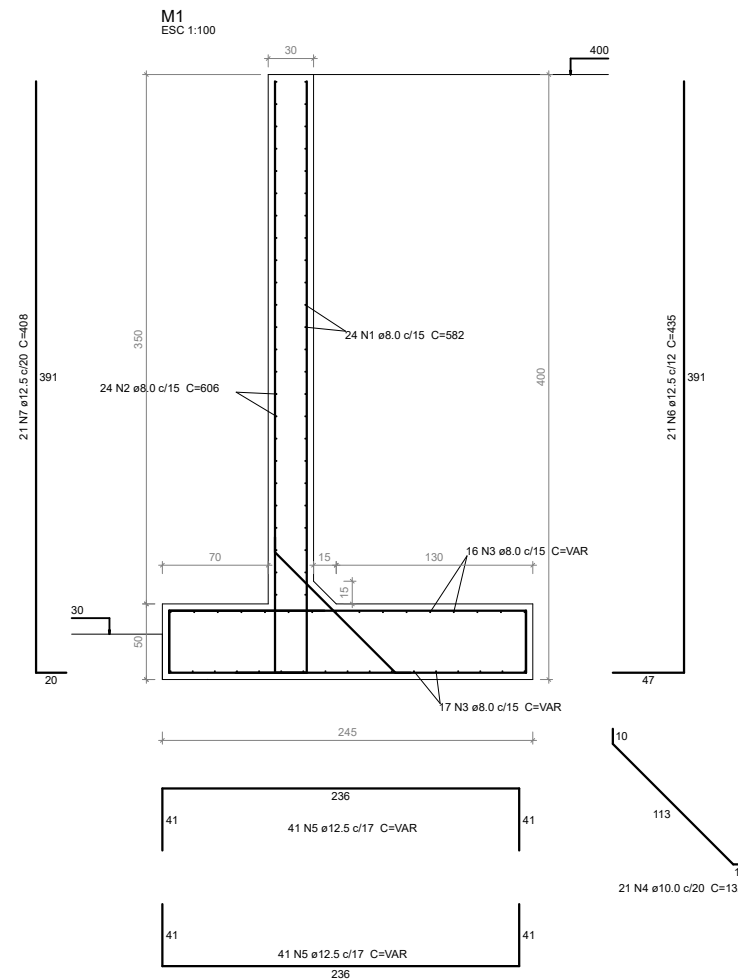 M1
ESC 1:100
30
400
350
400
24 N1 ø8.0 c/15 C=582
21 N7 ø12.5 c/20 C=408
391
21 N6 ø12.5 c/12 C=435
391
24 N2 ø8.0 c/15 C=606
70
15
130
16 N3 ø8.0 c/15 C=VAR
15
30
50
20
47
17 N3 ø8.0 c/15 C=VAR
245
10
236
41
41
41 N5 ø12.5 c/17 C=VAR
113
21 N4 ø10.0 c/20
41
41
41 N5 ø12.5 c/17 C=VAR
236